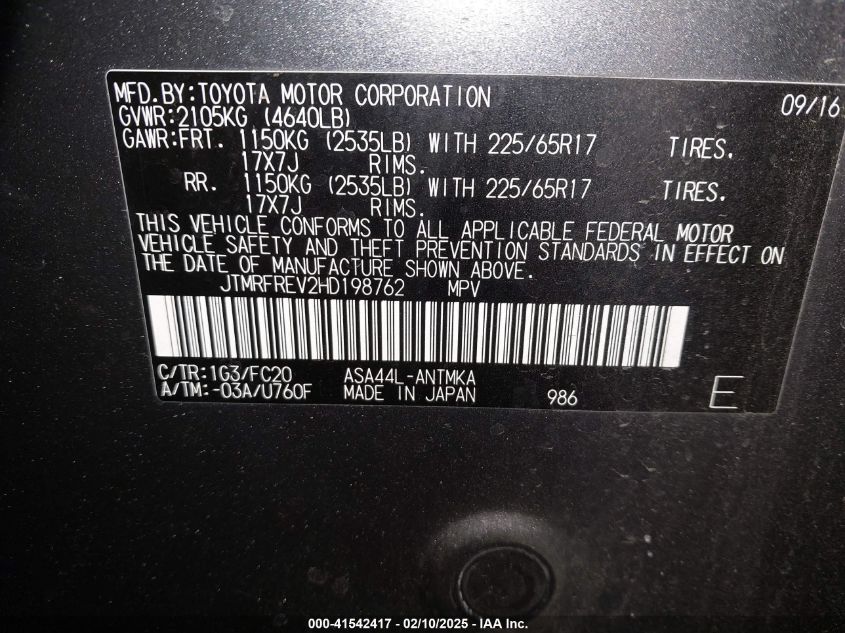 MFD.BY:TOYOTA MOTOR CORPORATION 09/16
GVWR:2105KG (4640LB)
GAWR:FRT. 1150KG (2535LB) WITH 225/65R17 TIRES.
17X7J RIMS.
RR. 1150KG (2535LB) WITH 225/65R17 TIRES.
17X7J RIMS.
THIS VEHICLE CONFORMS TO ALL APPLICABLE FEDERAL MOTOR
VEHICLE SAFETY AND THEFT PREVENTION STANDARDS IN EFFECT ON
THE DATE OF MANUFACTURE SHOWN ABOVE.
JTMRFREV2HD198762 MPV
C/TR:1G3/FC20 ASA44L-ANTMKA
A/TM:-03A/U760F MADE IN JAPAN 986 E
000-41542417 - 02/10/2025 - IAA Inc.